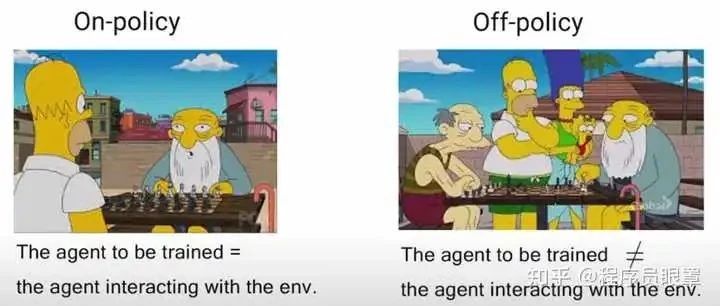 On-policy
Off-policy
The agent to be trained =
the agent interacting with the env.
The agent to be trained ≠
the agent interacting with the env.
知乎 @程序员眼罩